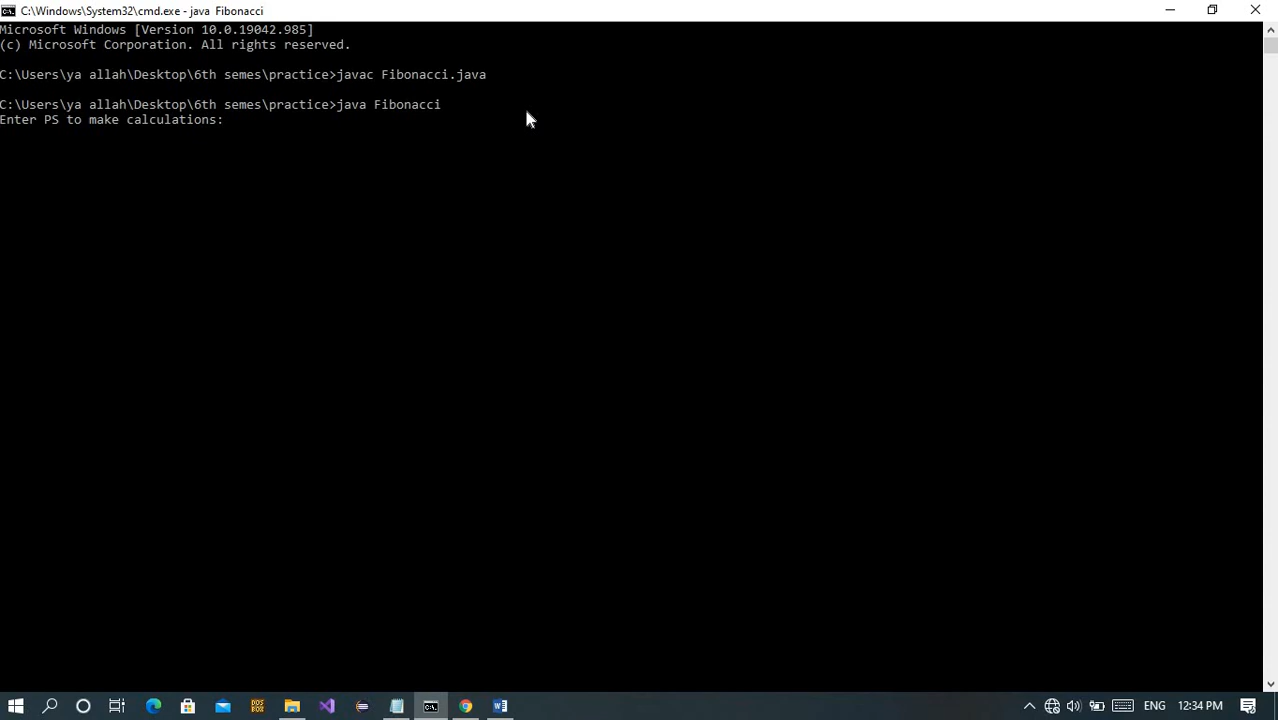 C:\Windows\System32\cmd.exe - java Fibonacci
Microsoft Windows [Version 10.0.19042.985]
(c) Microsoft Corporation. All rights reserved.
C:\Users\ya allah\Desktop\6th semes\practice>javac Fibonacci.java
C:\Users\ya allah\Desktop\6th semes\practice>java Fibonacci
Enter PS to make calculations:
ENG
12:34 PM